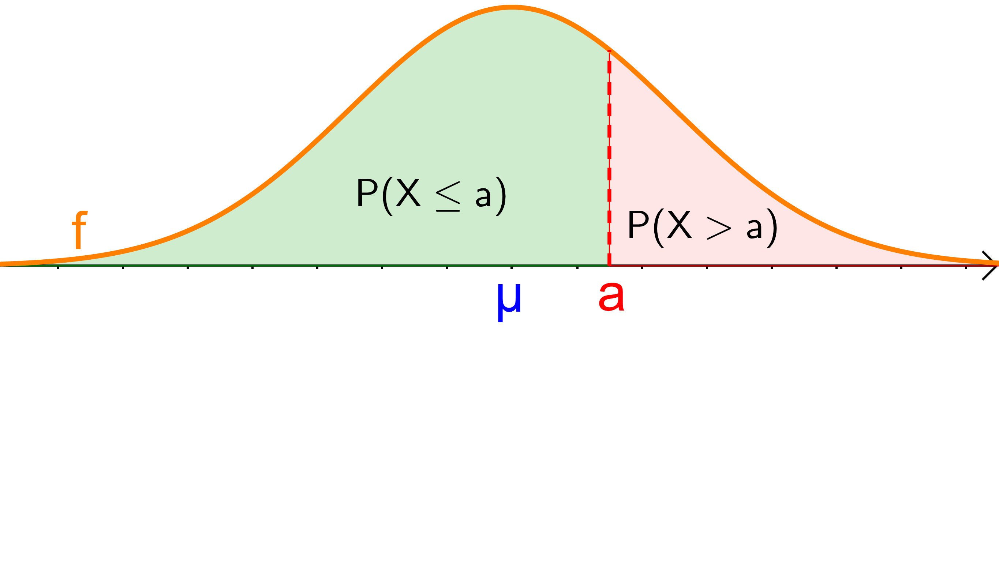 P(X ≤ a)
f
P(X > a)
μ
a